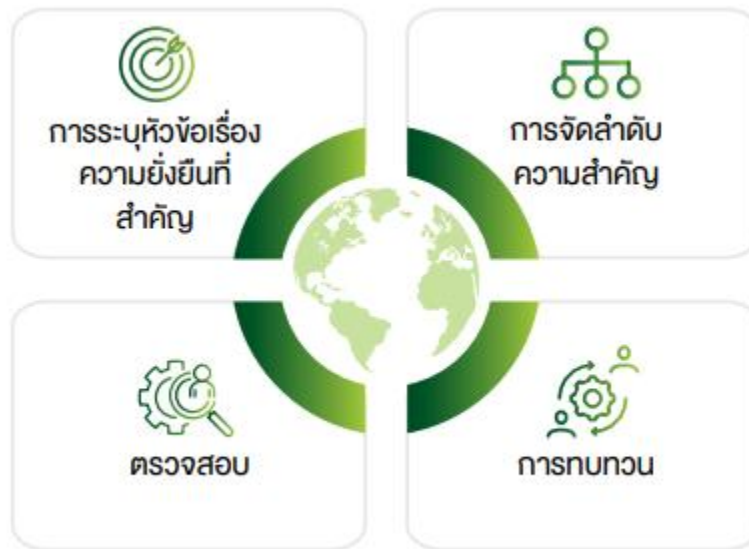 การระบุหัวข้อเรื่อง
ความยั่งยืนที่
สำคัญ
การจัดลำดับ
ความสำคัญ
ตรวจสอบ
การทบทวน